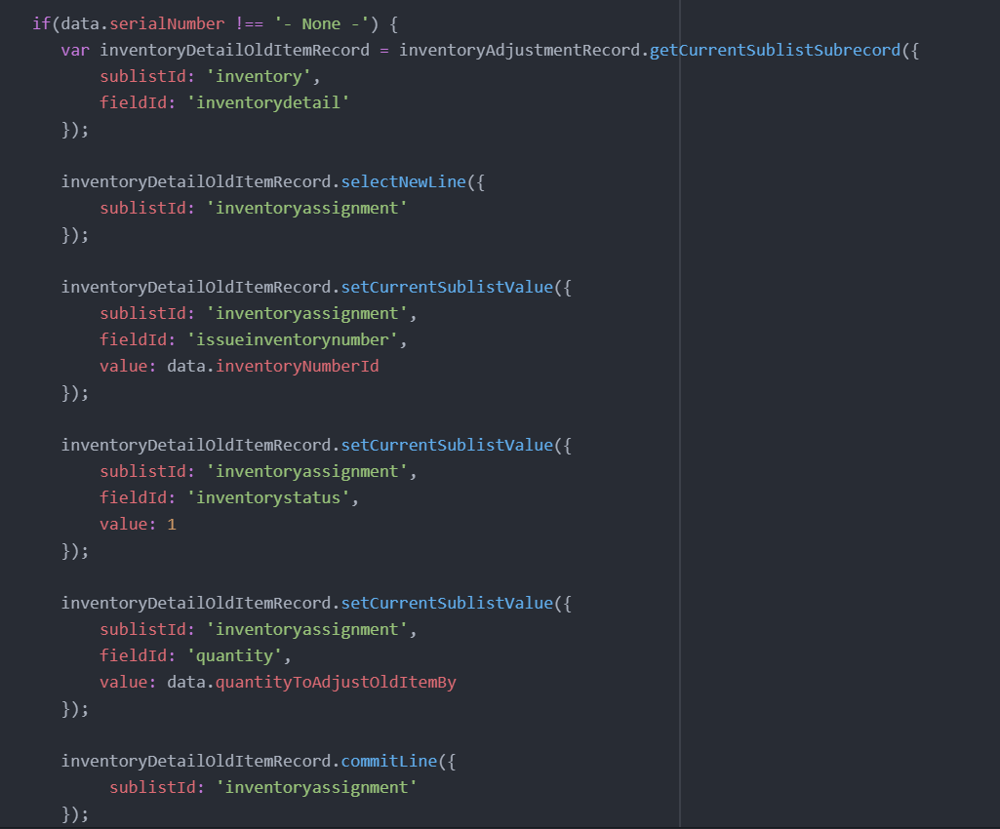 if(data.serialNumber !== '- None -') {
var inventoryDetailOldItemRecord = inventoryAdjustmentRecord.getCurrentSublistSubrecord({
sublistId: 'inventory',
fieldId: 'inventorydetail'
});
inventoryDetailOldItemRecord.selectNewLine({
sublistId: 'inventoryassignment'
});
inventoryDetailOldItemRecord.setCurrentSublistValue({
sublistId: 'inventoryassignment',
fieldId: 'issueinventorynumber',
value: data.inventoryNumberId
});
inventoryDetailOldItemRecord.setCurrentSublistValue({
sublistId: 'inventoryassignment',
fieldId: 'inventorystatus',
value: 1
});
inventoryDetailOldItemRecord.setCurrentSublistValue({
sublistId: 'inventoryassignment',
fieldId: 'quantity',
value: data.quantityToAdjustOldItemBy
});
inventoryDetailOldItemRecord.commitLine({
sublistId: 'inventoryassignment'
});